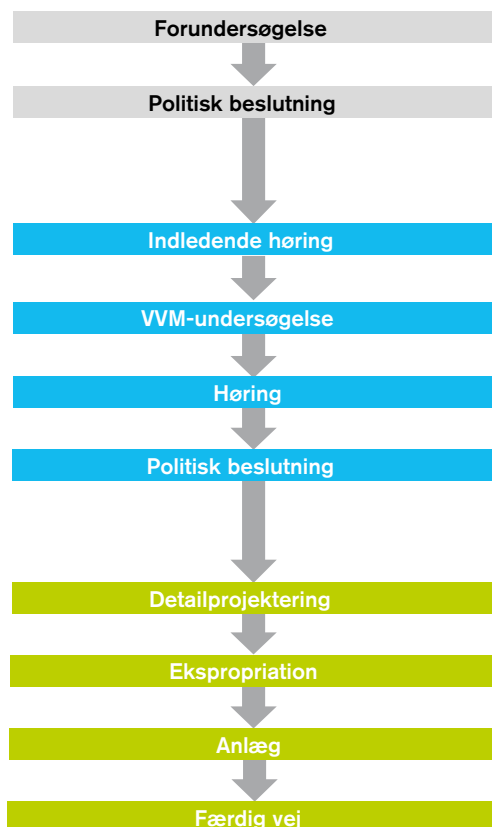 Forundersøgelse
Politisk beslutning
Indledende høring
VVM-undersøgelse
Høring
Politisk beslutning
Detailprojektering
Ekspropriation
Anlæg
Færdig vej